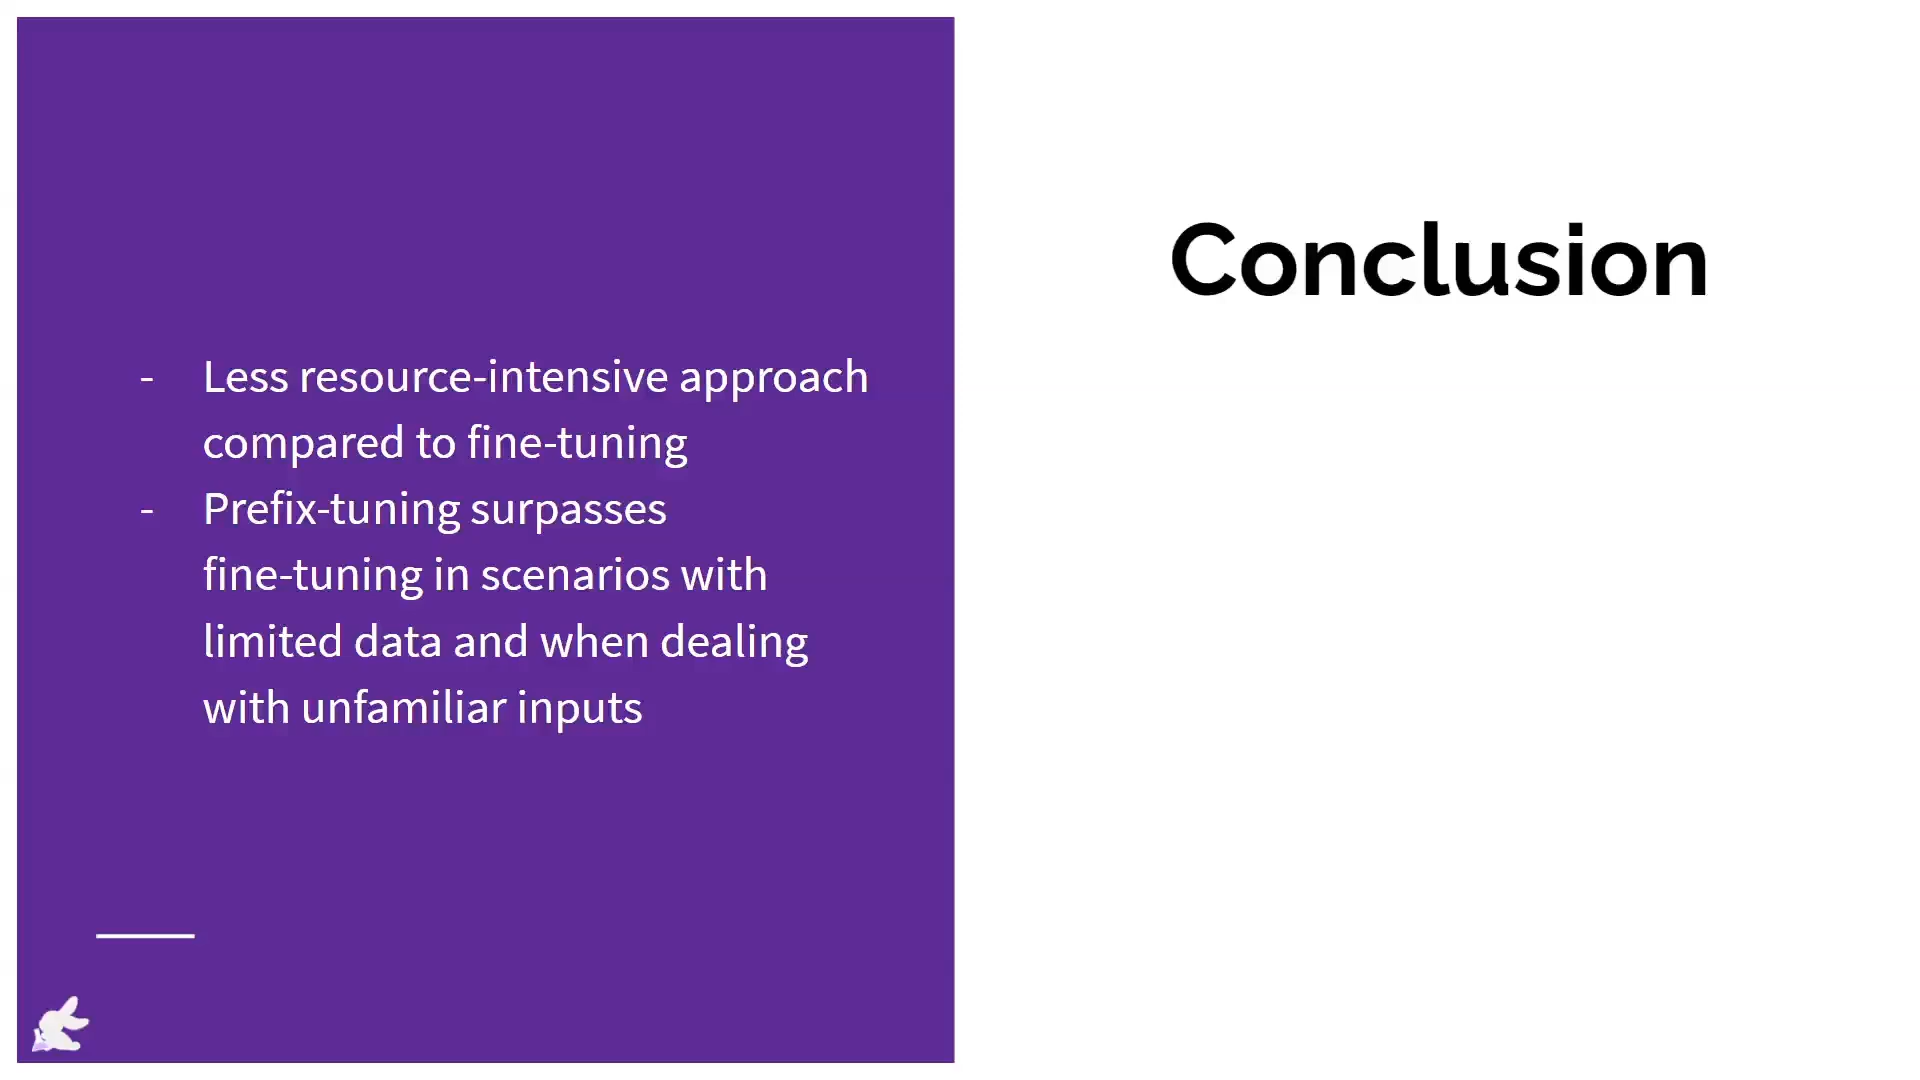 Conclusion
- Less resource-intensive approach
compared to fine-tuning
- Prefix-tuning surpasses
fine-tuning in scenarios with
limited data and when dealing
with unfamiliar inputs